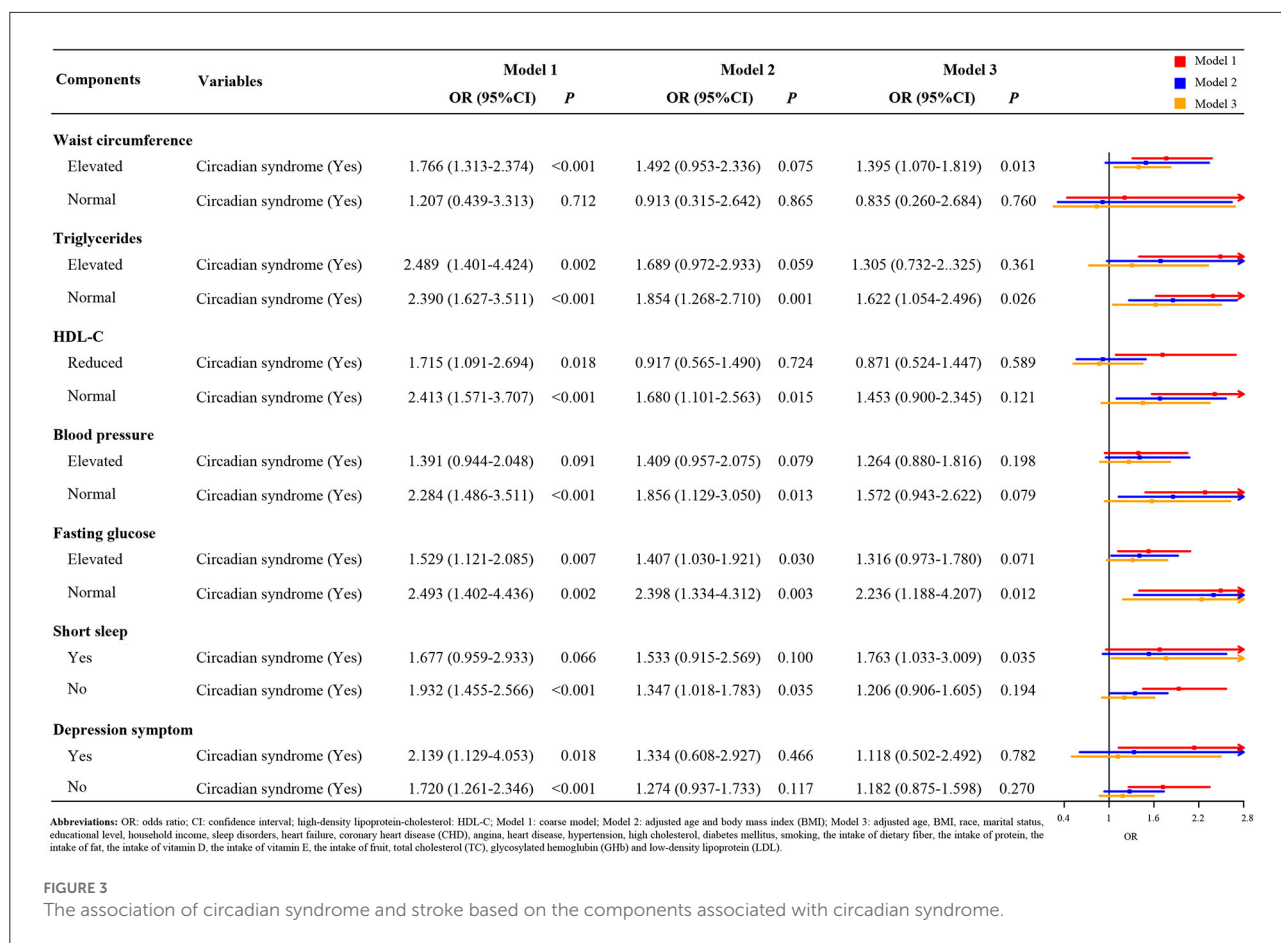 Components Variables Model 1 Model 2 Model 3
OR (95%CI) P OR (95%CI) P OR (95%CI) P
Model 1
Model 2
Model 3
Waist circumference
Elevated Circadian syndrome (Yes) 1.766 (1.313-2.374) <0.001 1.492 (0.953-2.336) 0.075 1.395 (1.070-1.819) 0.013
Normal Circadian syndrome (Yes) 1.207 (0.439-3.313) 0.712 0.913 (0.315-2.642) 0.865 0.835 (0.260-2.684) 0.760
Triglycerides
Elevated Circadian syndrome (Yes) 2.489 (1.401-4.424) 0.002 1.689 (0.972-2.933) 0.059 1.305 (0.732-2..325) 0.361
Normal Circadian syndrome (Yes) 2.390 (1.627-3.511) <0.001 1.854 (1.268-2.710) 0.001 1.622 (1.054-2.496) 0.026
HDL-C
Reduced Circadian syndrome (Yes) 1.715 (1.091-2.694) 0.018 0.917 (0.565-1.490) 0.724 0.871 (0.524-1.447) 0.589
Normal Circadian syndrome (Yes) 2.413 (1.571-3.707) <0.001 1.680 (1.101-2.563) 0.015 1.453 (0.900-2.345) 0.121
Blood pressure
Elevated Circadian syndrome (Yes) 1.391 (0.944-2.048) 0.091 1.409 (0.957-2.075) 0.079 1.264 (0.880-1.816) 0.198
Normal Circadian syndrome (Yes) 2.284 (1.486-3.511) <0.001 1.856 (1.129-3.050) 0.013 1.572 (0.943-2.622) 0.079
Fasting glucose
Elevated Circadian syndrome (Yes) 1.529 (1.121-2.085) 0.007 1.407 (1.030-1.921) 0.030 1.316 (0.973-1.780) 0.071
Normal Circadian syndrome (Yes) 2.493 (1.402-4.436) 0.002 2.398 (1.334-4.312) 0.003 2.236 (1.188-4.207) 0.012
Short sleep
Yes Circadian syndrome (Yes) 1.677 (0.959-2.933) 0.066 1.533 (0.915-2.569) 0.100 1.763 (1.033-3.009) 0.035
No Circadian syndrome (Yes) 1.932 (1.455-2.566) <0.001 1.347 (1.018-1.783) 0.035 1.206 (0.906-1.605) 0.194
Depression symptom
Yes Circadian syndrome (Yes) 2.139 (1.129-4.053) 0.018 1.334 (0.608-2.927) 0.466 1.118 (0.502-2.492) 0.782
No Circadian syndrome (Yes) 1.720 (1.261-2.346) <0.001 1.274 (0.937-1.733) 0.117 1.182 (0.875-1.598) 0.270
0.4 1 1.6 2.2 2.8
OR
Abbreviations: OR: odds ratio; CI: confidence interval; high-density lipoprotein-cholesterol: HDL-C; Model 1: coarse model; Model 2: adjusted age and body mass index (BMI); Model 3: adjusted age, BMI, race, marital status,
educational level, household income, sleep disorders, heart failure, coronary heart disease (CHD), angina, heart disease, hypertension, high cholesterol, diabetes mellitus, smoking, the intake of dietary fiber, the intake of protein, the
intake of fat, the intake of vitamin D, the intake of vitamin E, the intake of fruit, total cholesterol (TC), glycosylated hemoglubin (GHb) and low-density lipoprotein (LDL).
FIGURE 3
The association of circadian syndrome and stroke based on the components associated with circadian syndrome.